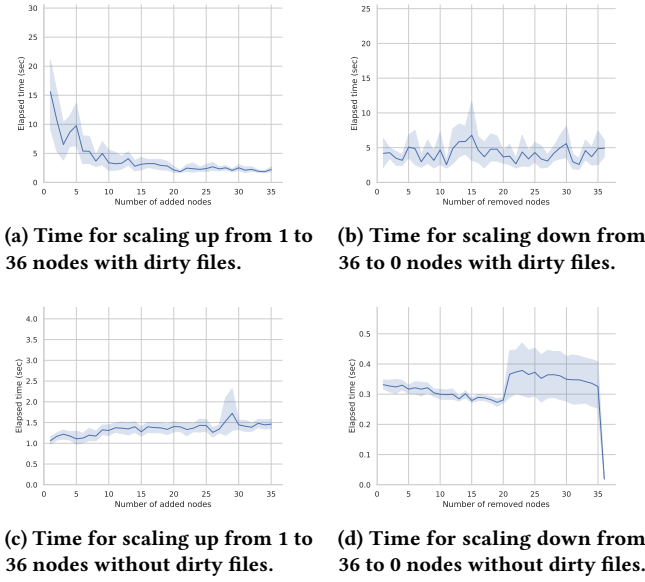 30
25
20
15
10
5
0
Elapsed time (sec)
0 5 10 15 20 25 30 35
Number of added nodes
(a) Time for scaling up from 1 to
36 nodes with dirty files.
25
20
15
10
5
0
Elapsed time (sec)
0 5 10 15 20 25 30 35
Number of removed nodes
(b) Time for scaling down from
36 to 0 nodes with dirty files.
4.0
3.5
3.0
2.5
2.0
1.5
1.0
0.5
0.0
Elapsed time (sec)
0 5 10 15 20 25 30 35
Number of added nodes
(c) Time for scaling up from 1 to
36 nodes without dirty files.
0.5
0.4
0.3
0.2
0.1
0.0
Elapsed time (sec)
0 5 10 15 20 25 30 35
Number of removed nodes
(d) Time for scaling down from
36 to 0 nodes without dirty files.